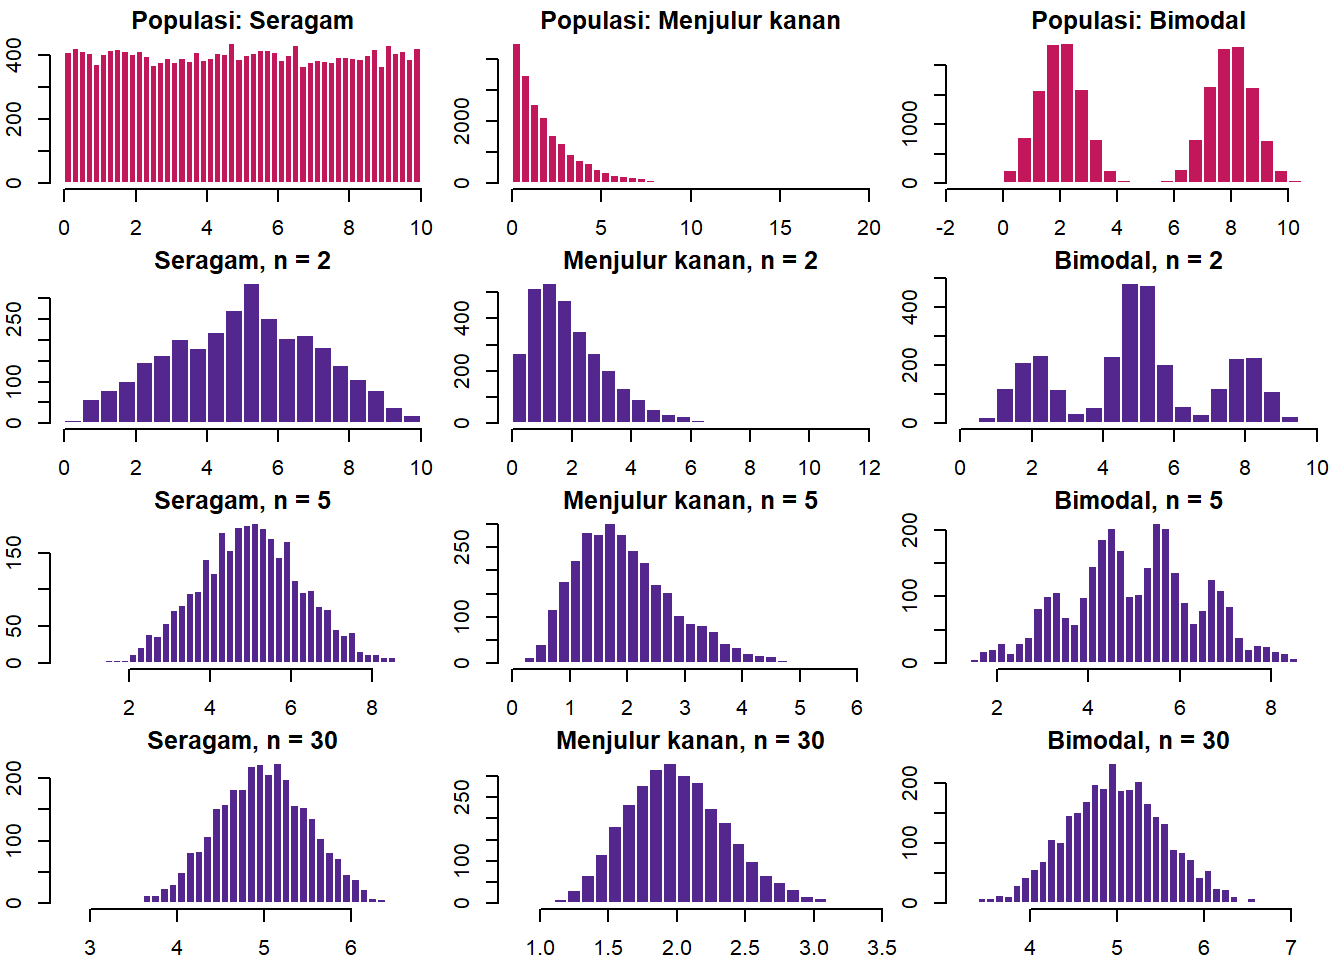 Populasi: Seragam
400
200
0
0 2 4 6 8 10
Populasi: Menjulur kanan
2000
0
0 5 10 15 20
Populasi: Bimodal
1000
0
-2 0 2 4 6 8 10
Seragam, n = 2
250
100
0
0 2 4 6 8 10
Menjulur kanan, n = 2
400
200
0
0 2 4 6 8 10 12
Bimodal, n = 2
400
200
0
0 2 4 6 8 10
Seragam, n = 5
150
50
0
2 4 6 8
Menjulur kanan, n = 5
250
100
0
0 1 2 3 4 5 6
Bimodal, n = 5
200
100
0
2 4 6 8
Seragam, n = 30
200
100
0
3 4 5 6
Menjulur kanan, n = 30
250
100
0
1.0 1.5 2.0 2.5 3.0 3.5
Bimodal, n = 30
200
100
0
4 5 6 7